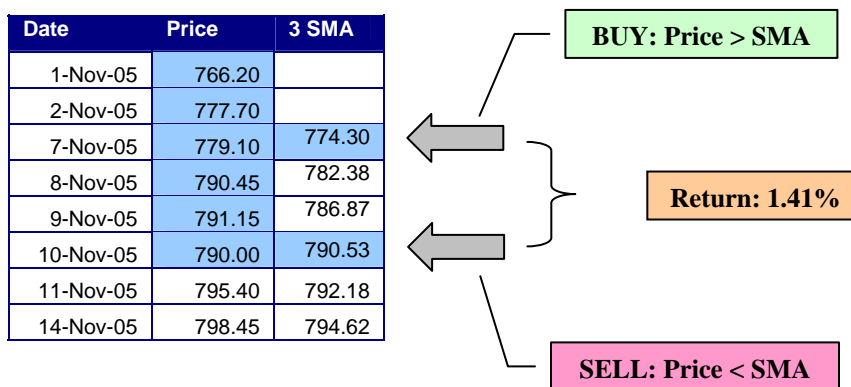 Date Price 3 SMA
1-Nov-05 766.20
2-Nov-05 777.70
7-Nov-05 779.10 774.30
8-Nov-05 790.45 782.38
9-Nov-05 791.15 786.87
10-Nov-05 790.00 790.53
11-Nov-05 795.40 792.18
14-Nov-05 798.45 794.62
BUY: Price > SMA
Return: 1.41%
SELL: Price < SMA